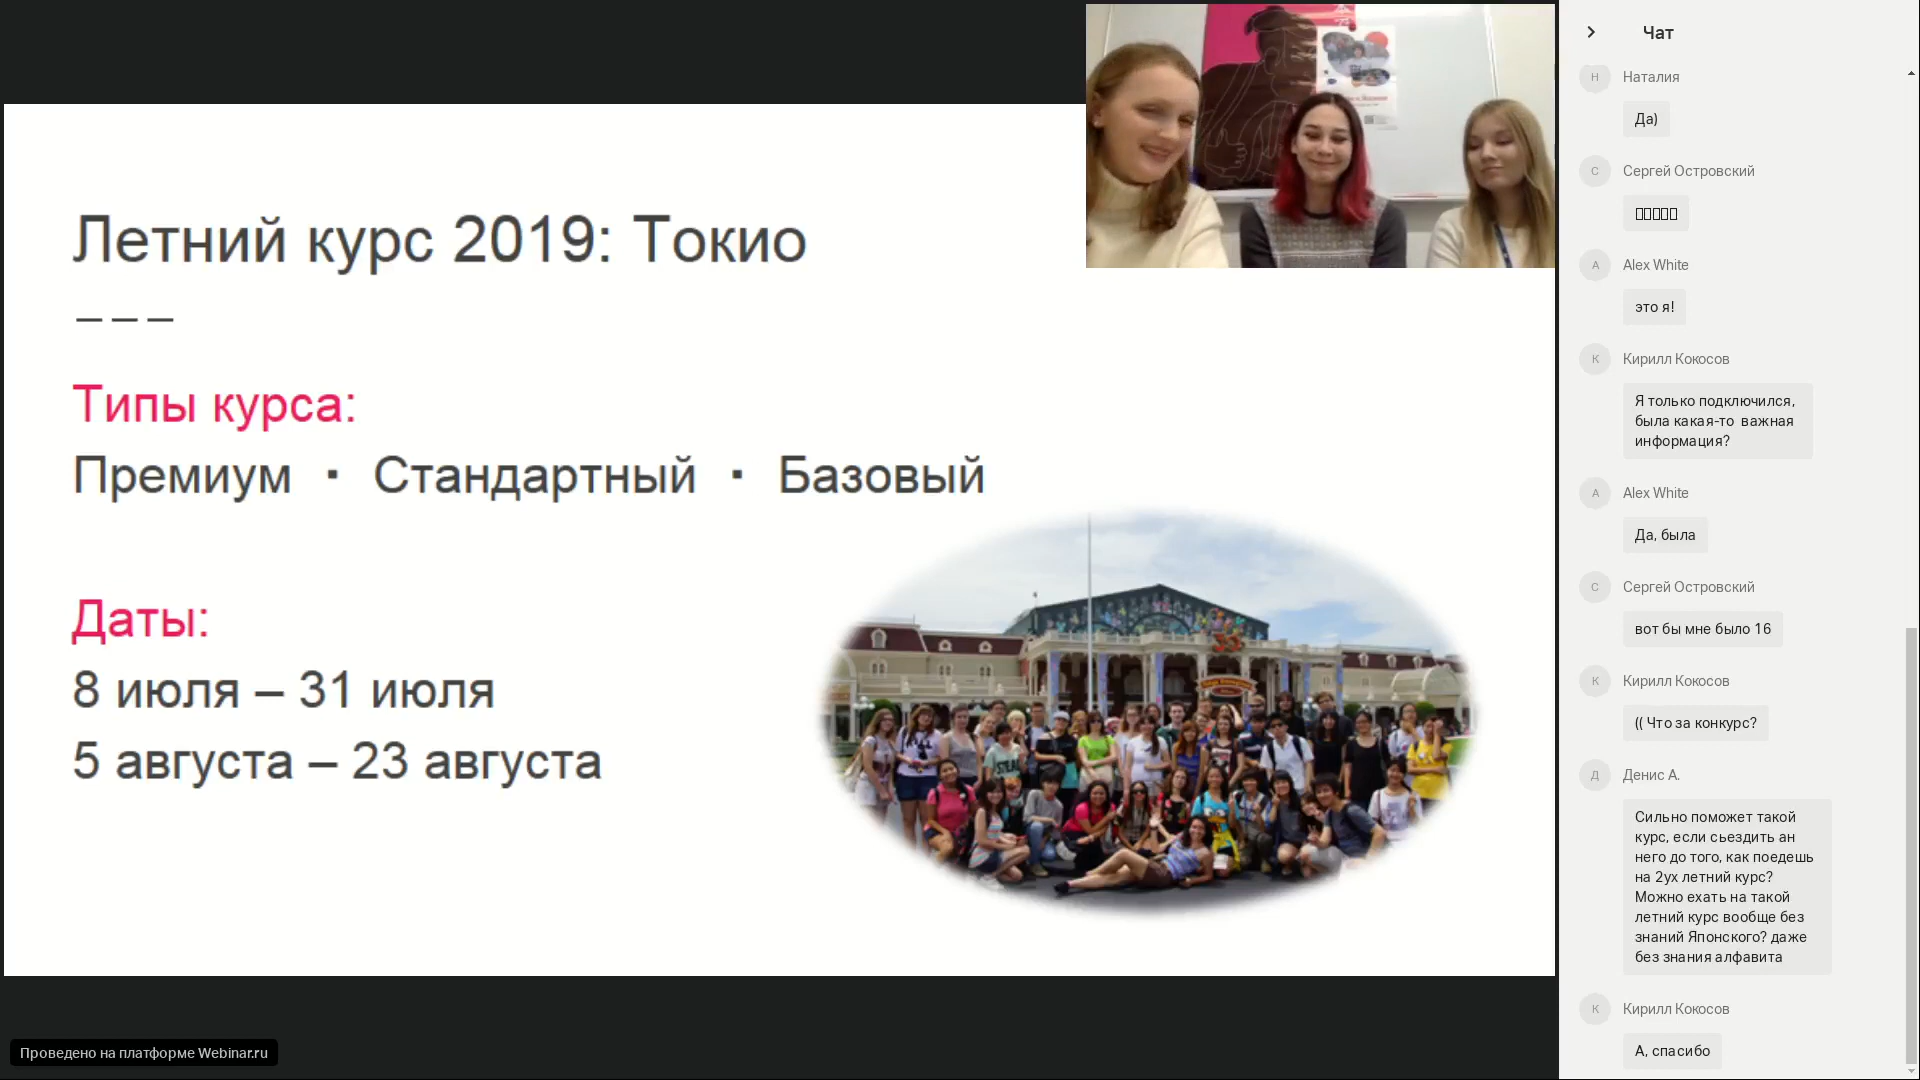 Летний курс 2019: Токио
– – –
Типы курса:
Премиум · Стандартный · Базовый
Даты:
8 июля – 31 июля
5 августа – 23 августа
Проведено на платформе Webinar.ru
Чат
Н
Наталия
Да)
С
Сергей Островский
A
Alex White
это я!
К
Кирилл Кокосов
Я только подключился,
была какая-то  важная
информация?
A
Alex White
Да, была
С
Сергей Островский
вот бы мне было 16
К
Кирилл Кокосов
(( Что за конкурс?
Д
Денис А.
Сильно поможет такой
курс, если сьездить ан
него до того, как поедешь
на 2ух летний курс?
Можно ехать на такой
летний курс вообще без
знаний Японского? даже
без знания алфавита
К
Кирилл Кокосов
А, спасибо